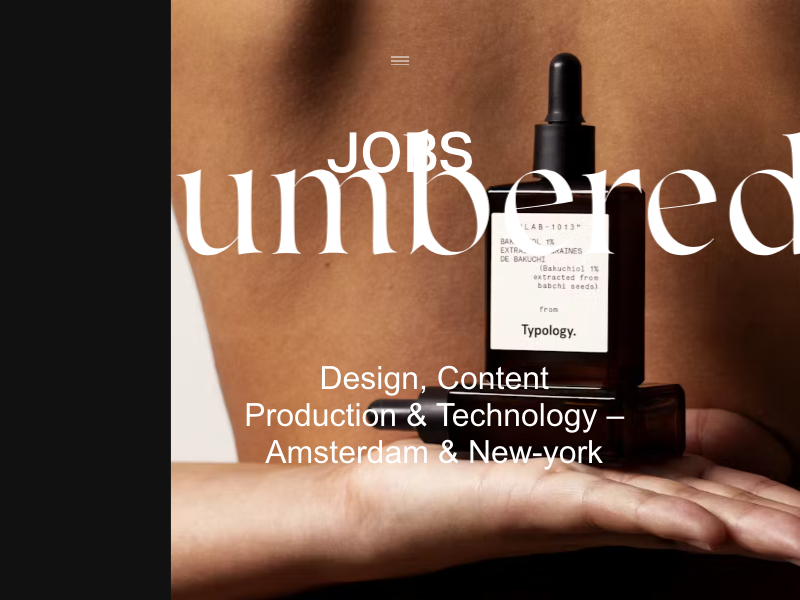 JOBS
umbered
"LAB-1013"
1%
DE BAKUCHI
(Bakuchiol 1%
extracted from
babchi seeds)
from
Typology.
Design, Content
Production & Technology –
Amsterdam & New-york